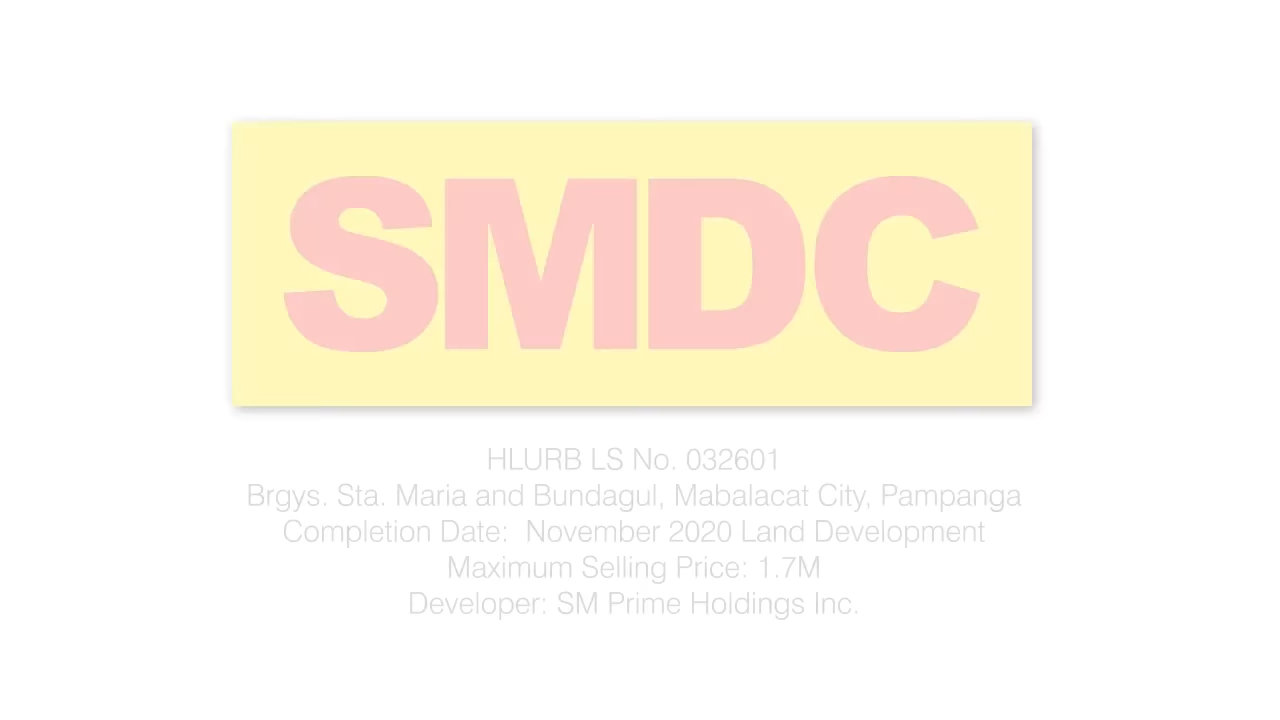 SMDC
HLURB LS No. 032601
Brgys. Sta. Maria and Bundagul, Mabalacat City, Pampanga
Completion Date:  November 2020 Land Development
Maximum Selling Price: 1.7M
Developer: SM Prime Holdings Inc.